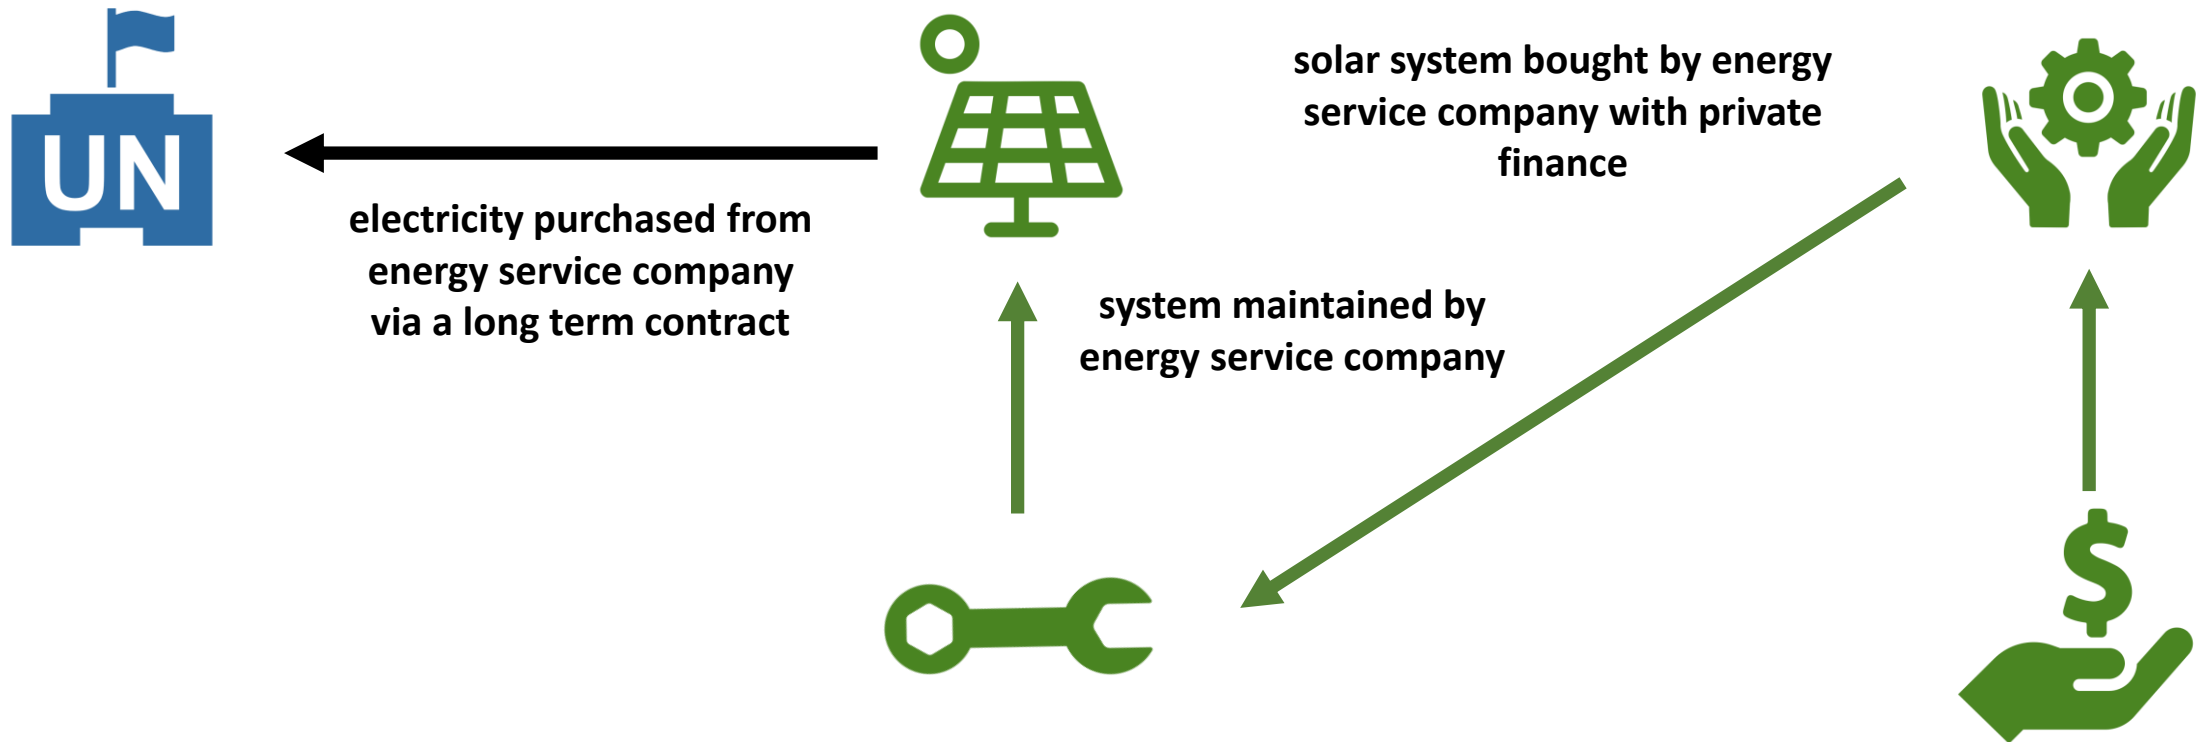 UN
electricity purchased from
energy service company
via a long term contract
system maintained by
energy service company
solar system bought by energy
service company with private
finance
$